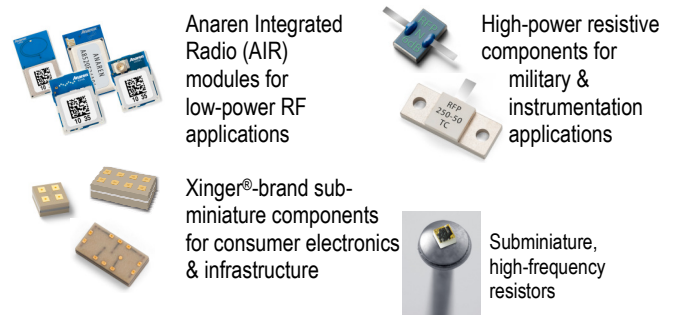 Anaren Integrated
Radio (AIR)
modules for
low-power RF
applications
High-power resistive
components for
military &
instrumentation
applications
RFP
250-50
TC
Xinger®-brand sub-
miniature components
for consumer electronics
& infrastructure
Subminiature,
high-frequency
resistors